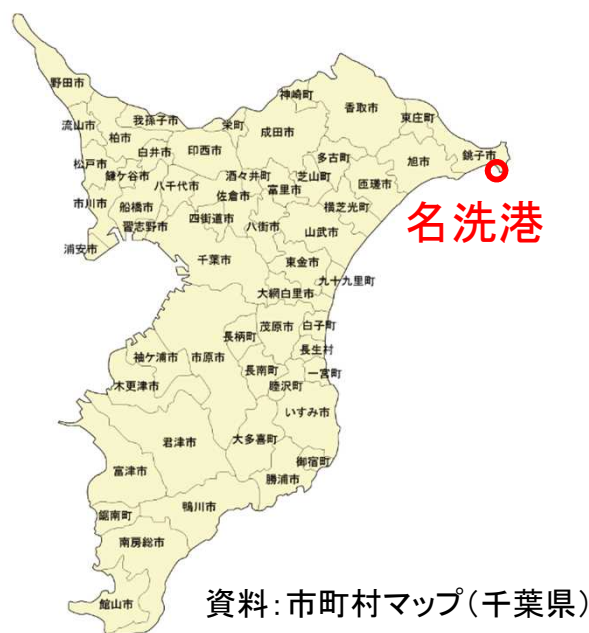 野田市
神崎町
香取市
流山市
我孫子市
栄町
成田市
東庄町
柏市
白井市
印西市
多古町
旭市
銚子市
松戸市
鎌ケ谷市
八千代市
酒々井町
芝山町
匝瑳市
市川市
船橋市
佐倉市
富里市
横芝光町
名洗港
浦安市
習志野市
四街道市
八街市
山武市
千葉市
東金市
九十九里町
大網白里市
茂原市
白子町
長柄町
長生村
袖ケ浦市
市原市
長南町
一宮町
木更津市
睦沢町
いすみ市
君津市
大多喜町
富津市
御宿町
勝浦市
鋸南町
鴨川市
南房総市
館山市
資料：市町村マップ（千葉県）